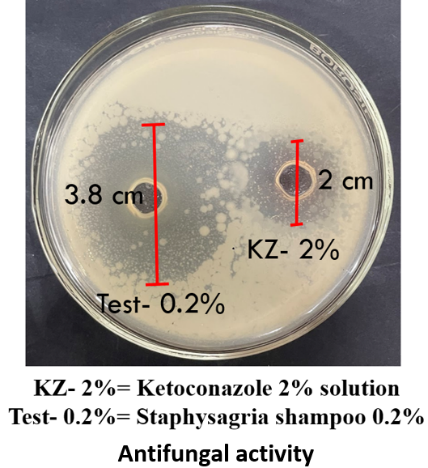 3.8 cm
2 cm
KZ- 2%
Test- 0.2%
KZ- 2%= Ketoconazole 2% solution
Test- 0.2%= Staphysagria shampoo 0.2%
Antifungal activity